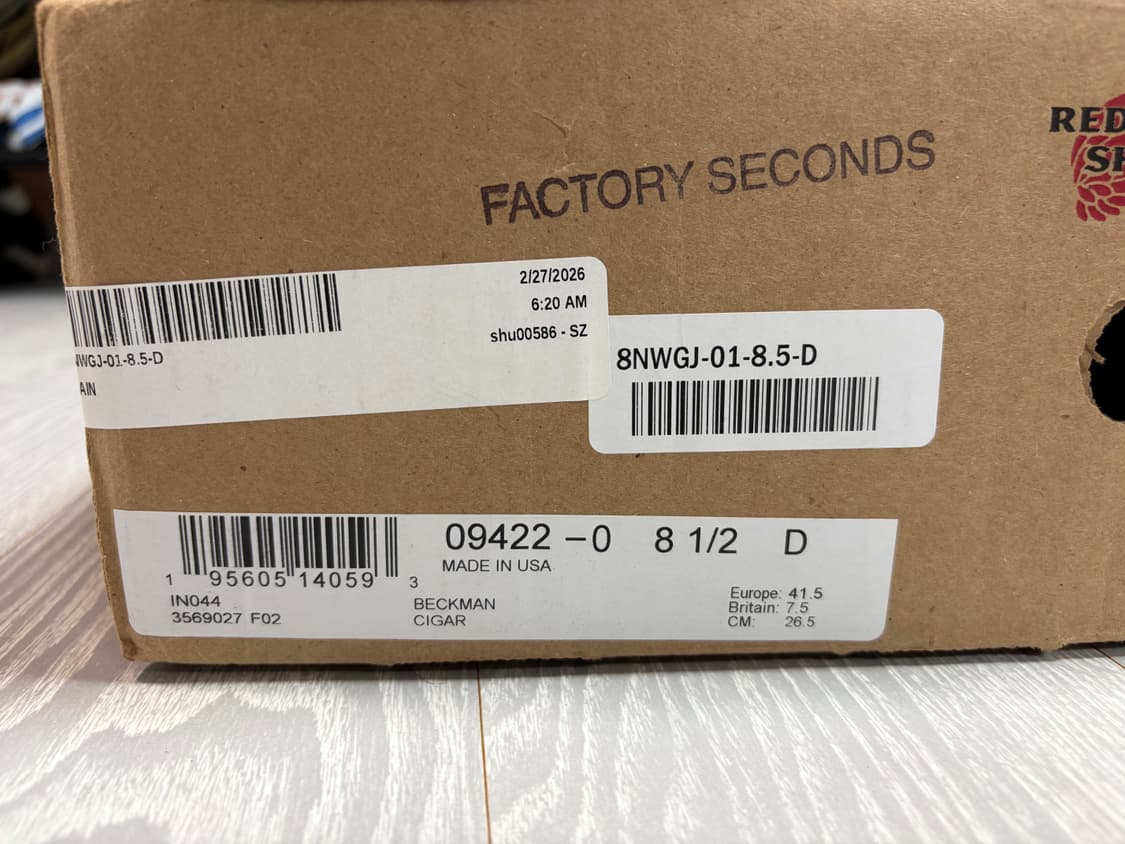 RED
SH
FACTORY SECONDS
2/27/2026
6:20 AM
shu00586 - SZ
NWGJ-01-8.5-D
AIN
8NWGJ-01-8.5-D
09422 –0 8 1/2 D
MADE IN USA
1 95605 14059 3
IN044
3569027 F02
BECKMAN
CIGAR
Europe: 41.5
Britain: 7.5
CM: 26.5